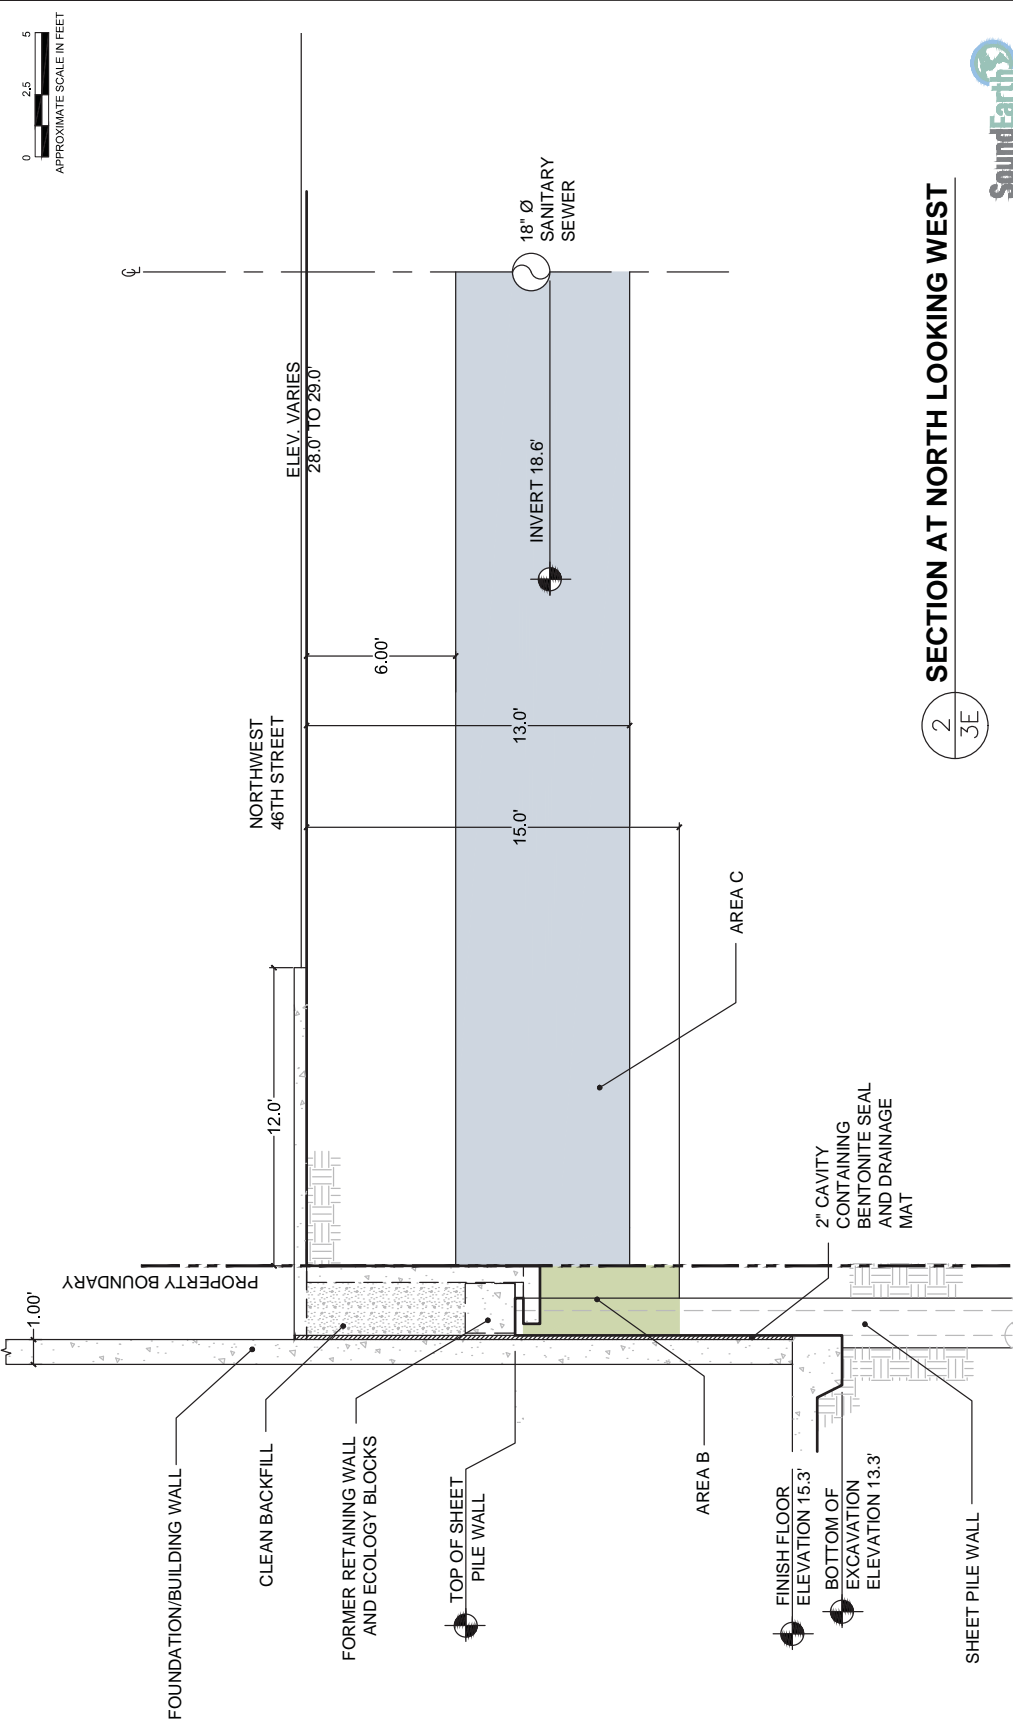 0 2.5 5
APPROXIMATE SCALE IN FEET
℄
1.00'
PROPERTY BOUNDARY
12.0'
NORTHWEST
46TH STREET
ELEV. VARIES
28.0' TO 29.0'
FOUNDATION/BUILDING WALL
CLEAN BACKFILL
FORMER RETAINING WALL
AND ECOLOGY BLOCKS
TOP OF SHEET
PILE WALL
AREA B
FINISH FLOOR
ELEVATION 15.3'
BOTTOM OF
EXCAVATION
ELEVATION 13.3'
SHEET PILE WALL
6.00'
13.0'
15.0'
INVERT 18.6'
18" Ø
SANITARY
SEWER
AREA C
2" CAVITY
CONTAINING
BENTONITE SEAL
AND DRAINAGE
MAT
2
3E
SECTION AT NORTH LOOKING WEST
SoundEarth